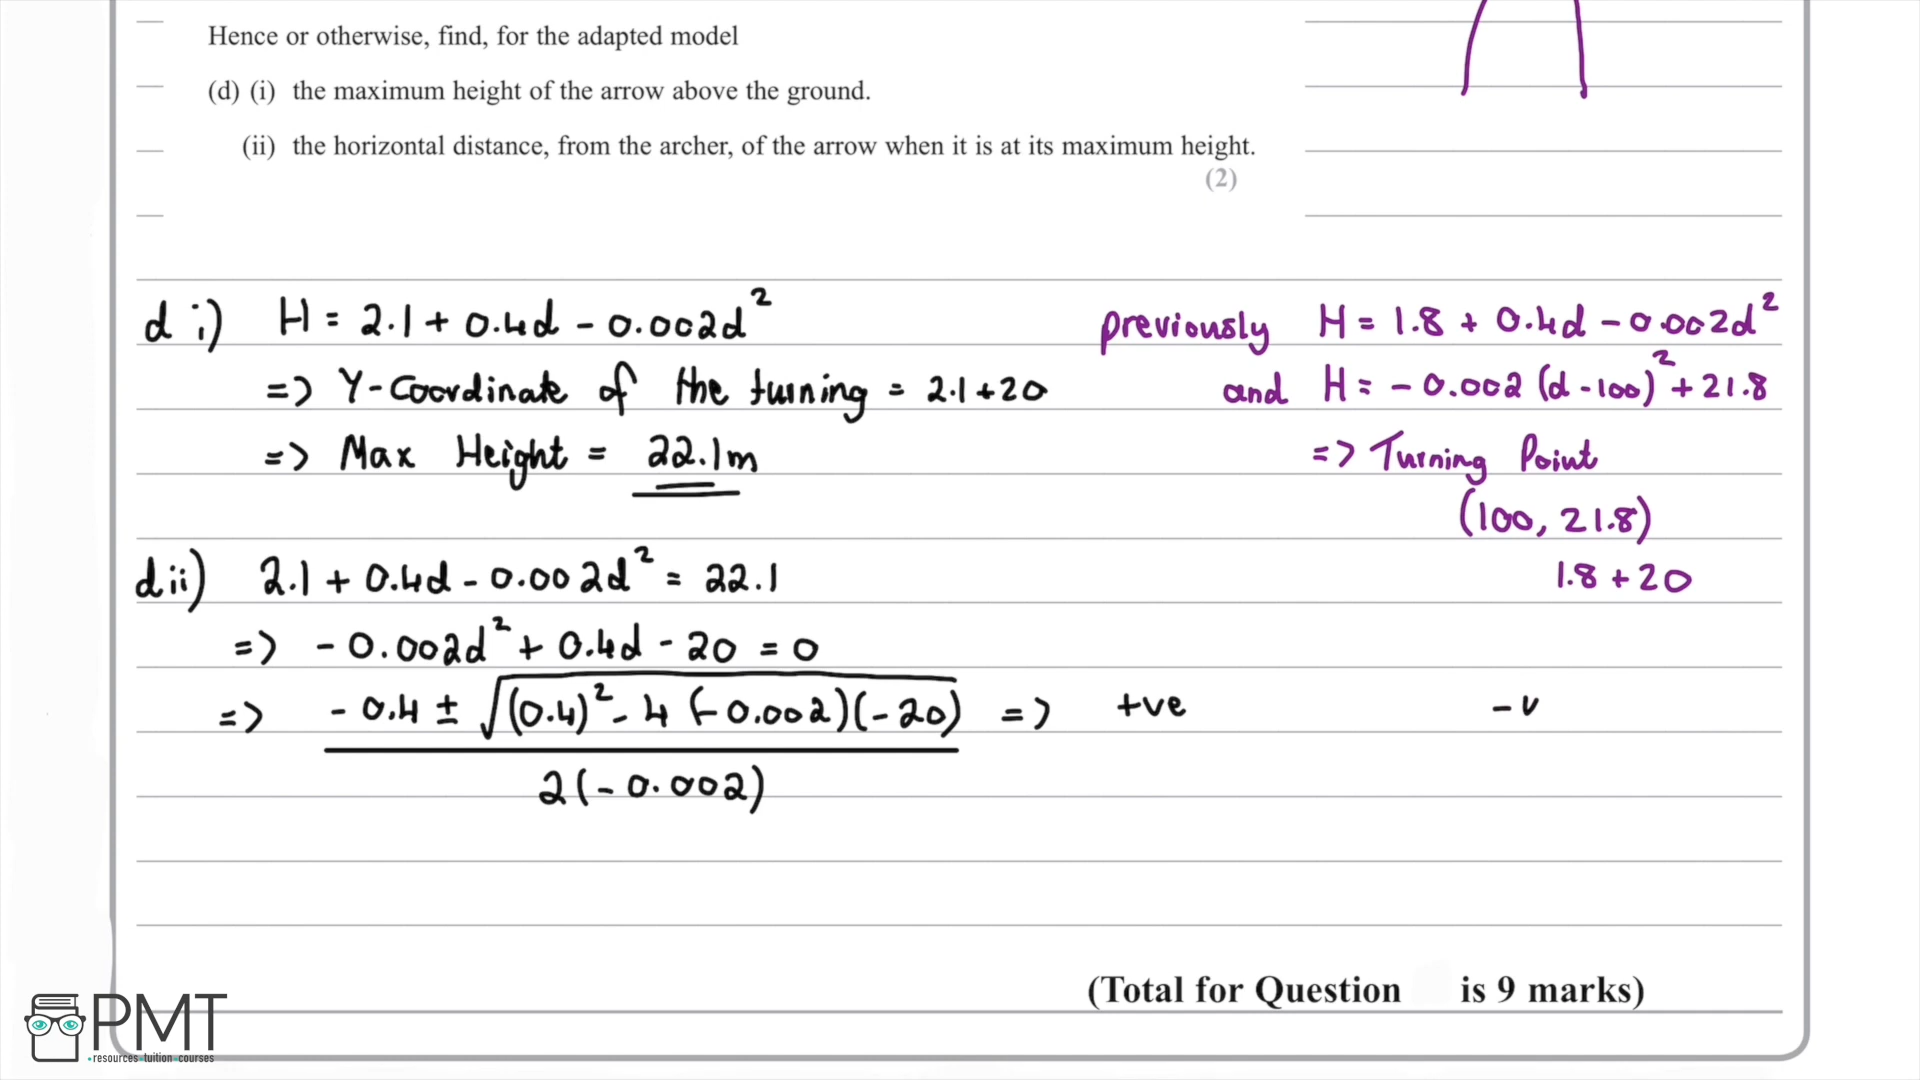 Hence or otherwise, find, for the adapted model
(d) (i) the maximum height of the arrow above the ground.
(ii) the horizontal distance, from the archer, of the arrow when it is at its maximum height.
(2)
d i) H = 2.1 + 0.4d - 0.002d²
=> Y-Coordinate of the turning = 2.1+20
=> Max Height = 22.1m
previously H = 1.8 + 0.4d - 0.002d²
and H = - 0.002 (d-100)² + 21.8
=> Turning Point
(100, 21.8)
1.8 + 20
dii) 2.1 + 0.4d - 0.002d² = 22.1
=> - 0.002d² + 0.4d - 20 = 0
=> - 0.4 ± √(0.4)² - 4 (-0.002)(-20) => +ve - v
2(-0.002)
(Total for Question is 9 marks)
PMT
resources tuition courses